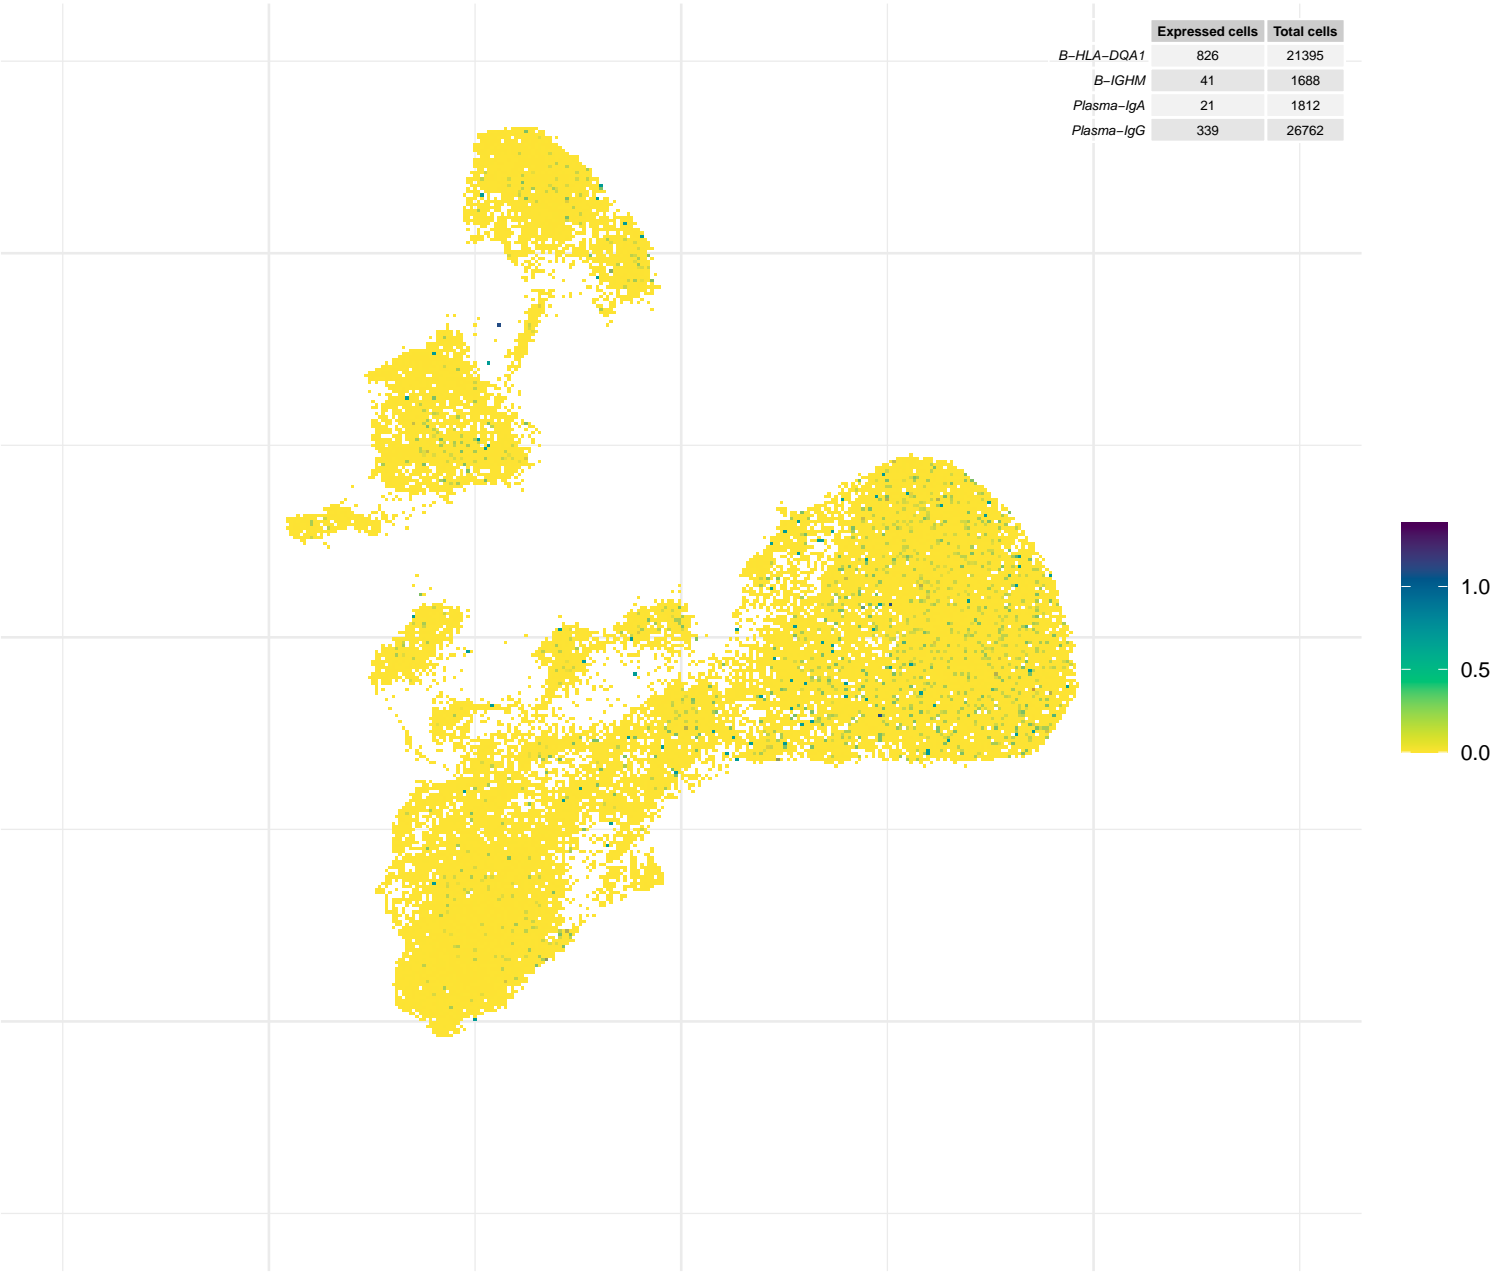 Expressed cells Total cells
B−HLA−DQA1 826 21395
B−IGHM 41 1688
Plasma−IgA 21 1812
Plasma−IgG 339 26762
1.0
0.5
0.0